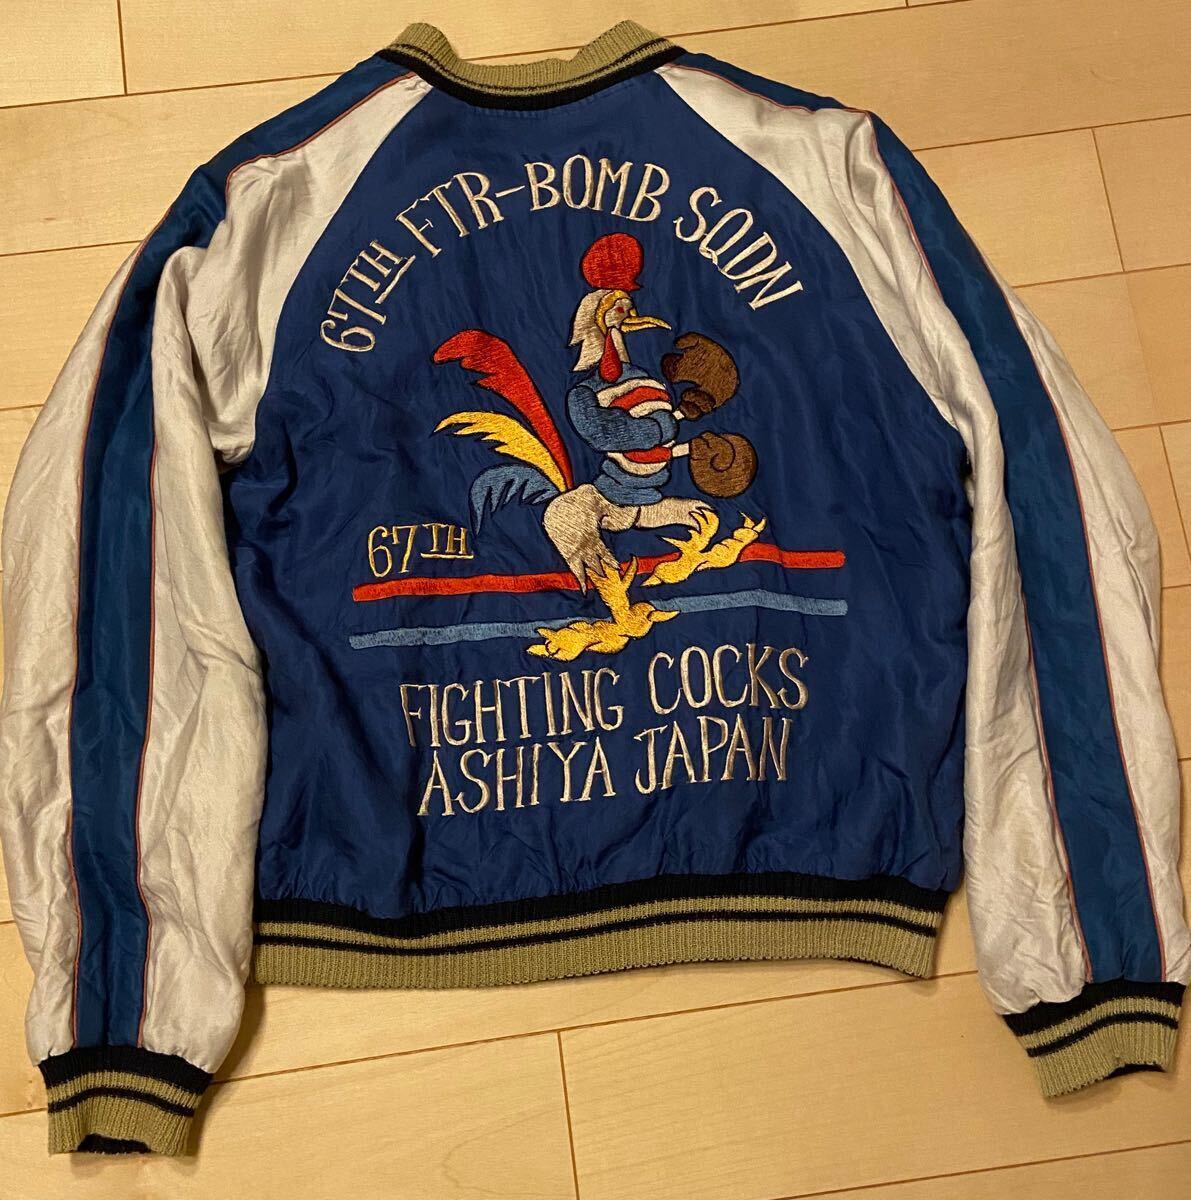 67TH FTR-BOMB SQDN
67TH
FIGHTING COCKS
ASHIYA JAPAN